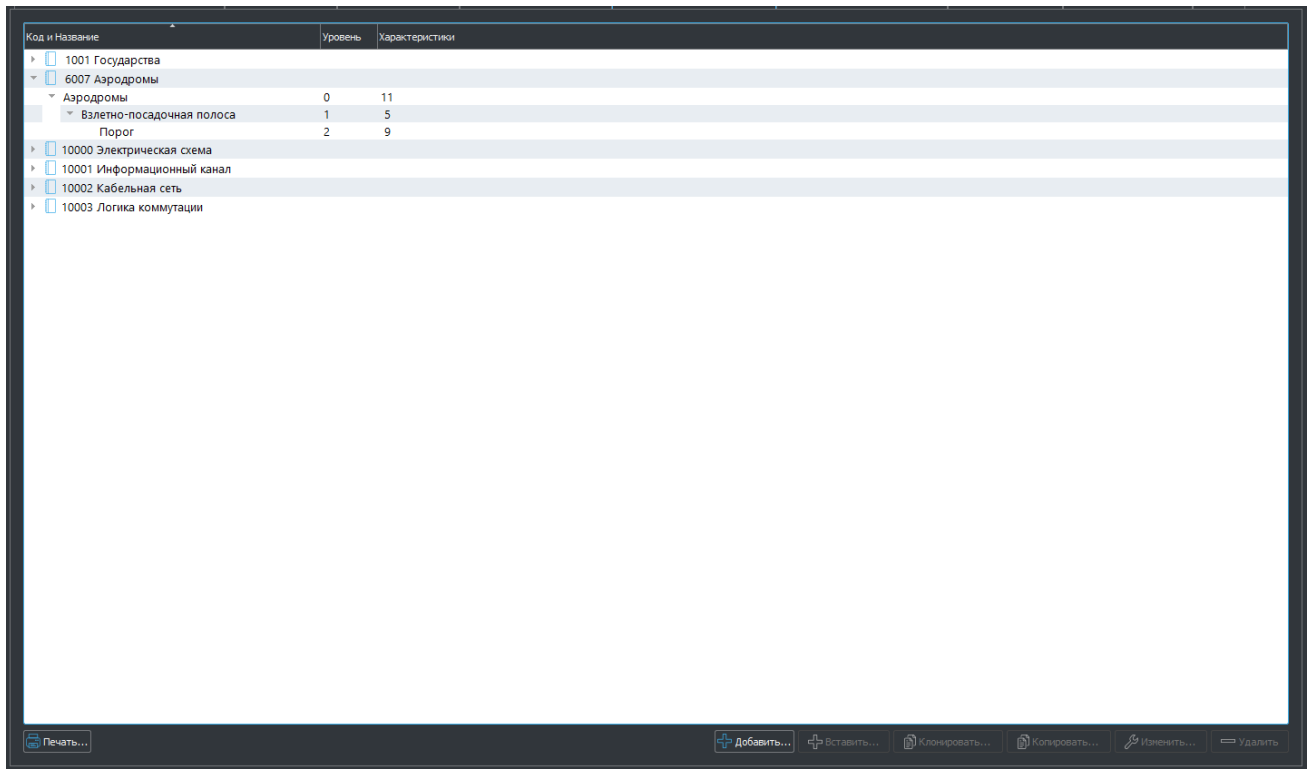 Код и Название Уровень Характеристики
1001 Государства
6007 Аэродромы
Аэродромы 0 11
Взлетно-посадочная полоса 1 5
Порог 2 9
10000 Электрическая схема
10001 Информационный канал
10002 Кабельная сеть
10003 Логика коммутации
Печать... Добавить... Вставить... Клонировать... Копировать... Изменить... Удалить